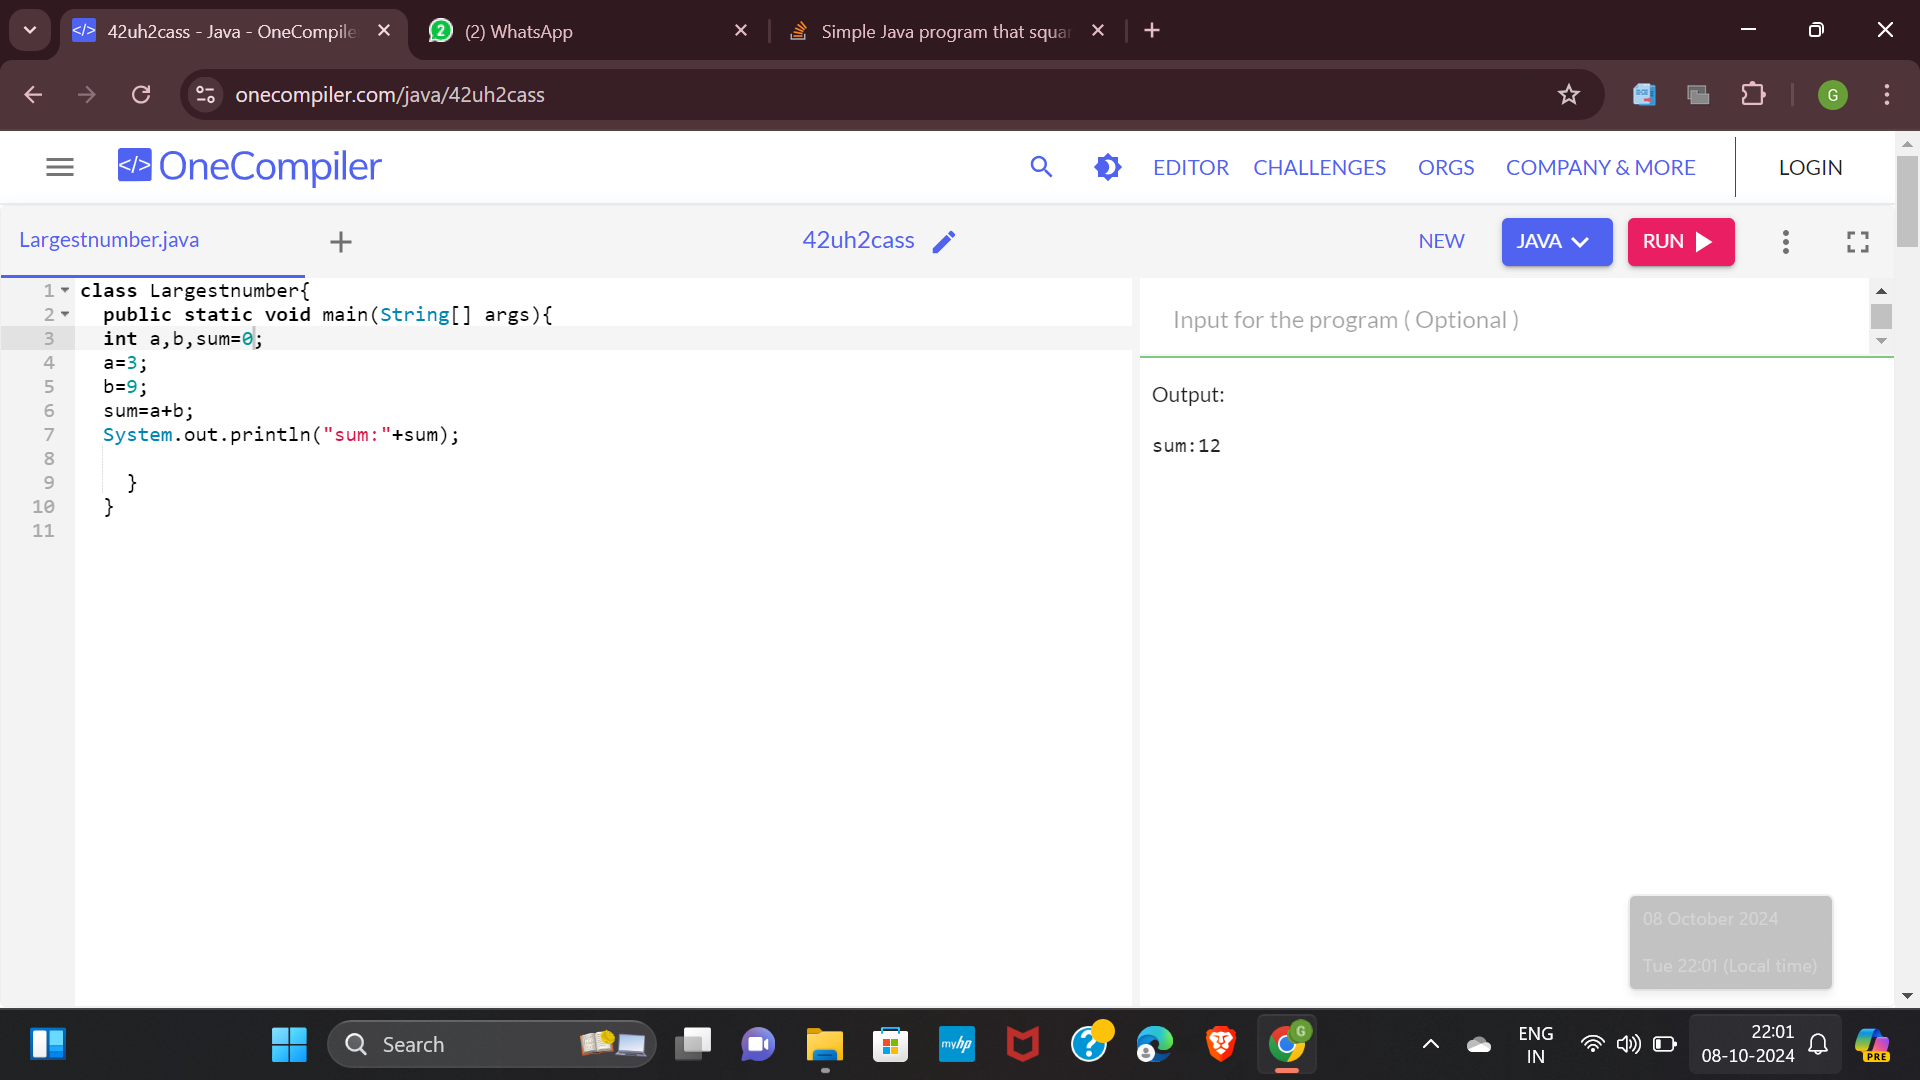 42uh2cass - Java - OneCompile
(2) WhatsApp
Simple Java program that squar
onecompiler.com/java/42uh2cass
G
</> OneCompiler
EDITOR
CHALLENGES
ORGS
COMPANY & MORE
LOGIN
Largestnumber.java
42uh2cass
NEW
JAVA
RUN
1 class Largestnumber{
2 public static void main(String[] args){
3 int a,b,sum=0;
4 a=3;
5 b=9;
6 sum=a+b;
7 System.out.println("sum:"+sum);
8
9 }
10 }
11
Input for the program ( Optional )
Output:
sum:12
08 October 2024
Tue 22:01 (Local time)
Search
myhp
G
ENG
IN
22:01
08-10-2024
PRE